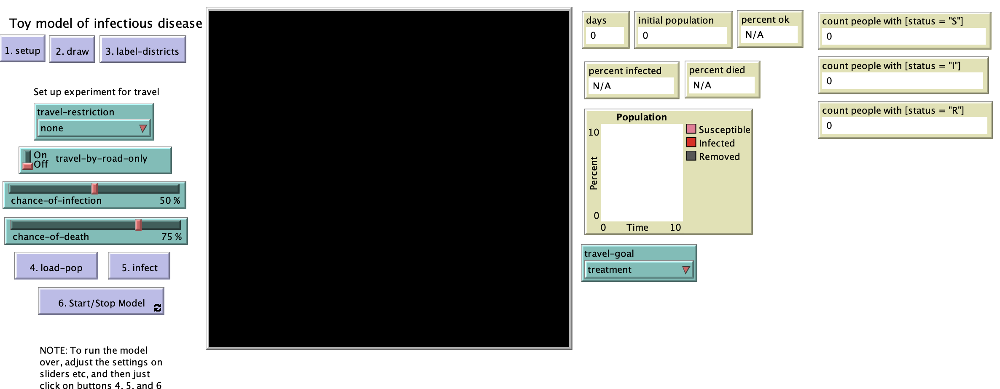 Toy model of infectious disease
1. setup
2. draw
3. label-districts
Set up experiment for travel
travel-restriction
none
On
Off
travel-by-road-only
chance-of-infection
50 %
chance-of-death
75 %
4. load-pop
5. infect
6. Start/Stop Model
NOTE: To run the model
over, adjust the settings on
sliders etc, and then just
click on buttons 4, 5, and 6
days
0
initial population
0
percent ok
N/A
percent infected
N/A
percent died
N/A
Population
10
Percent
0
0
Time
10
Susceptible
Infected
Removed
travel-goal
treatment
count people with [status = "S"]
0
count people with [status = "I"]
0
count people with [status = "R"]
0